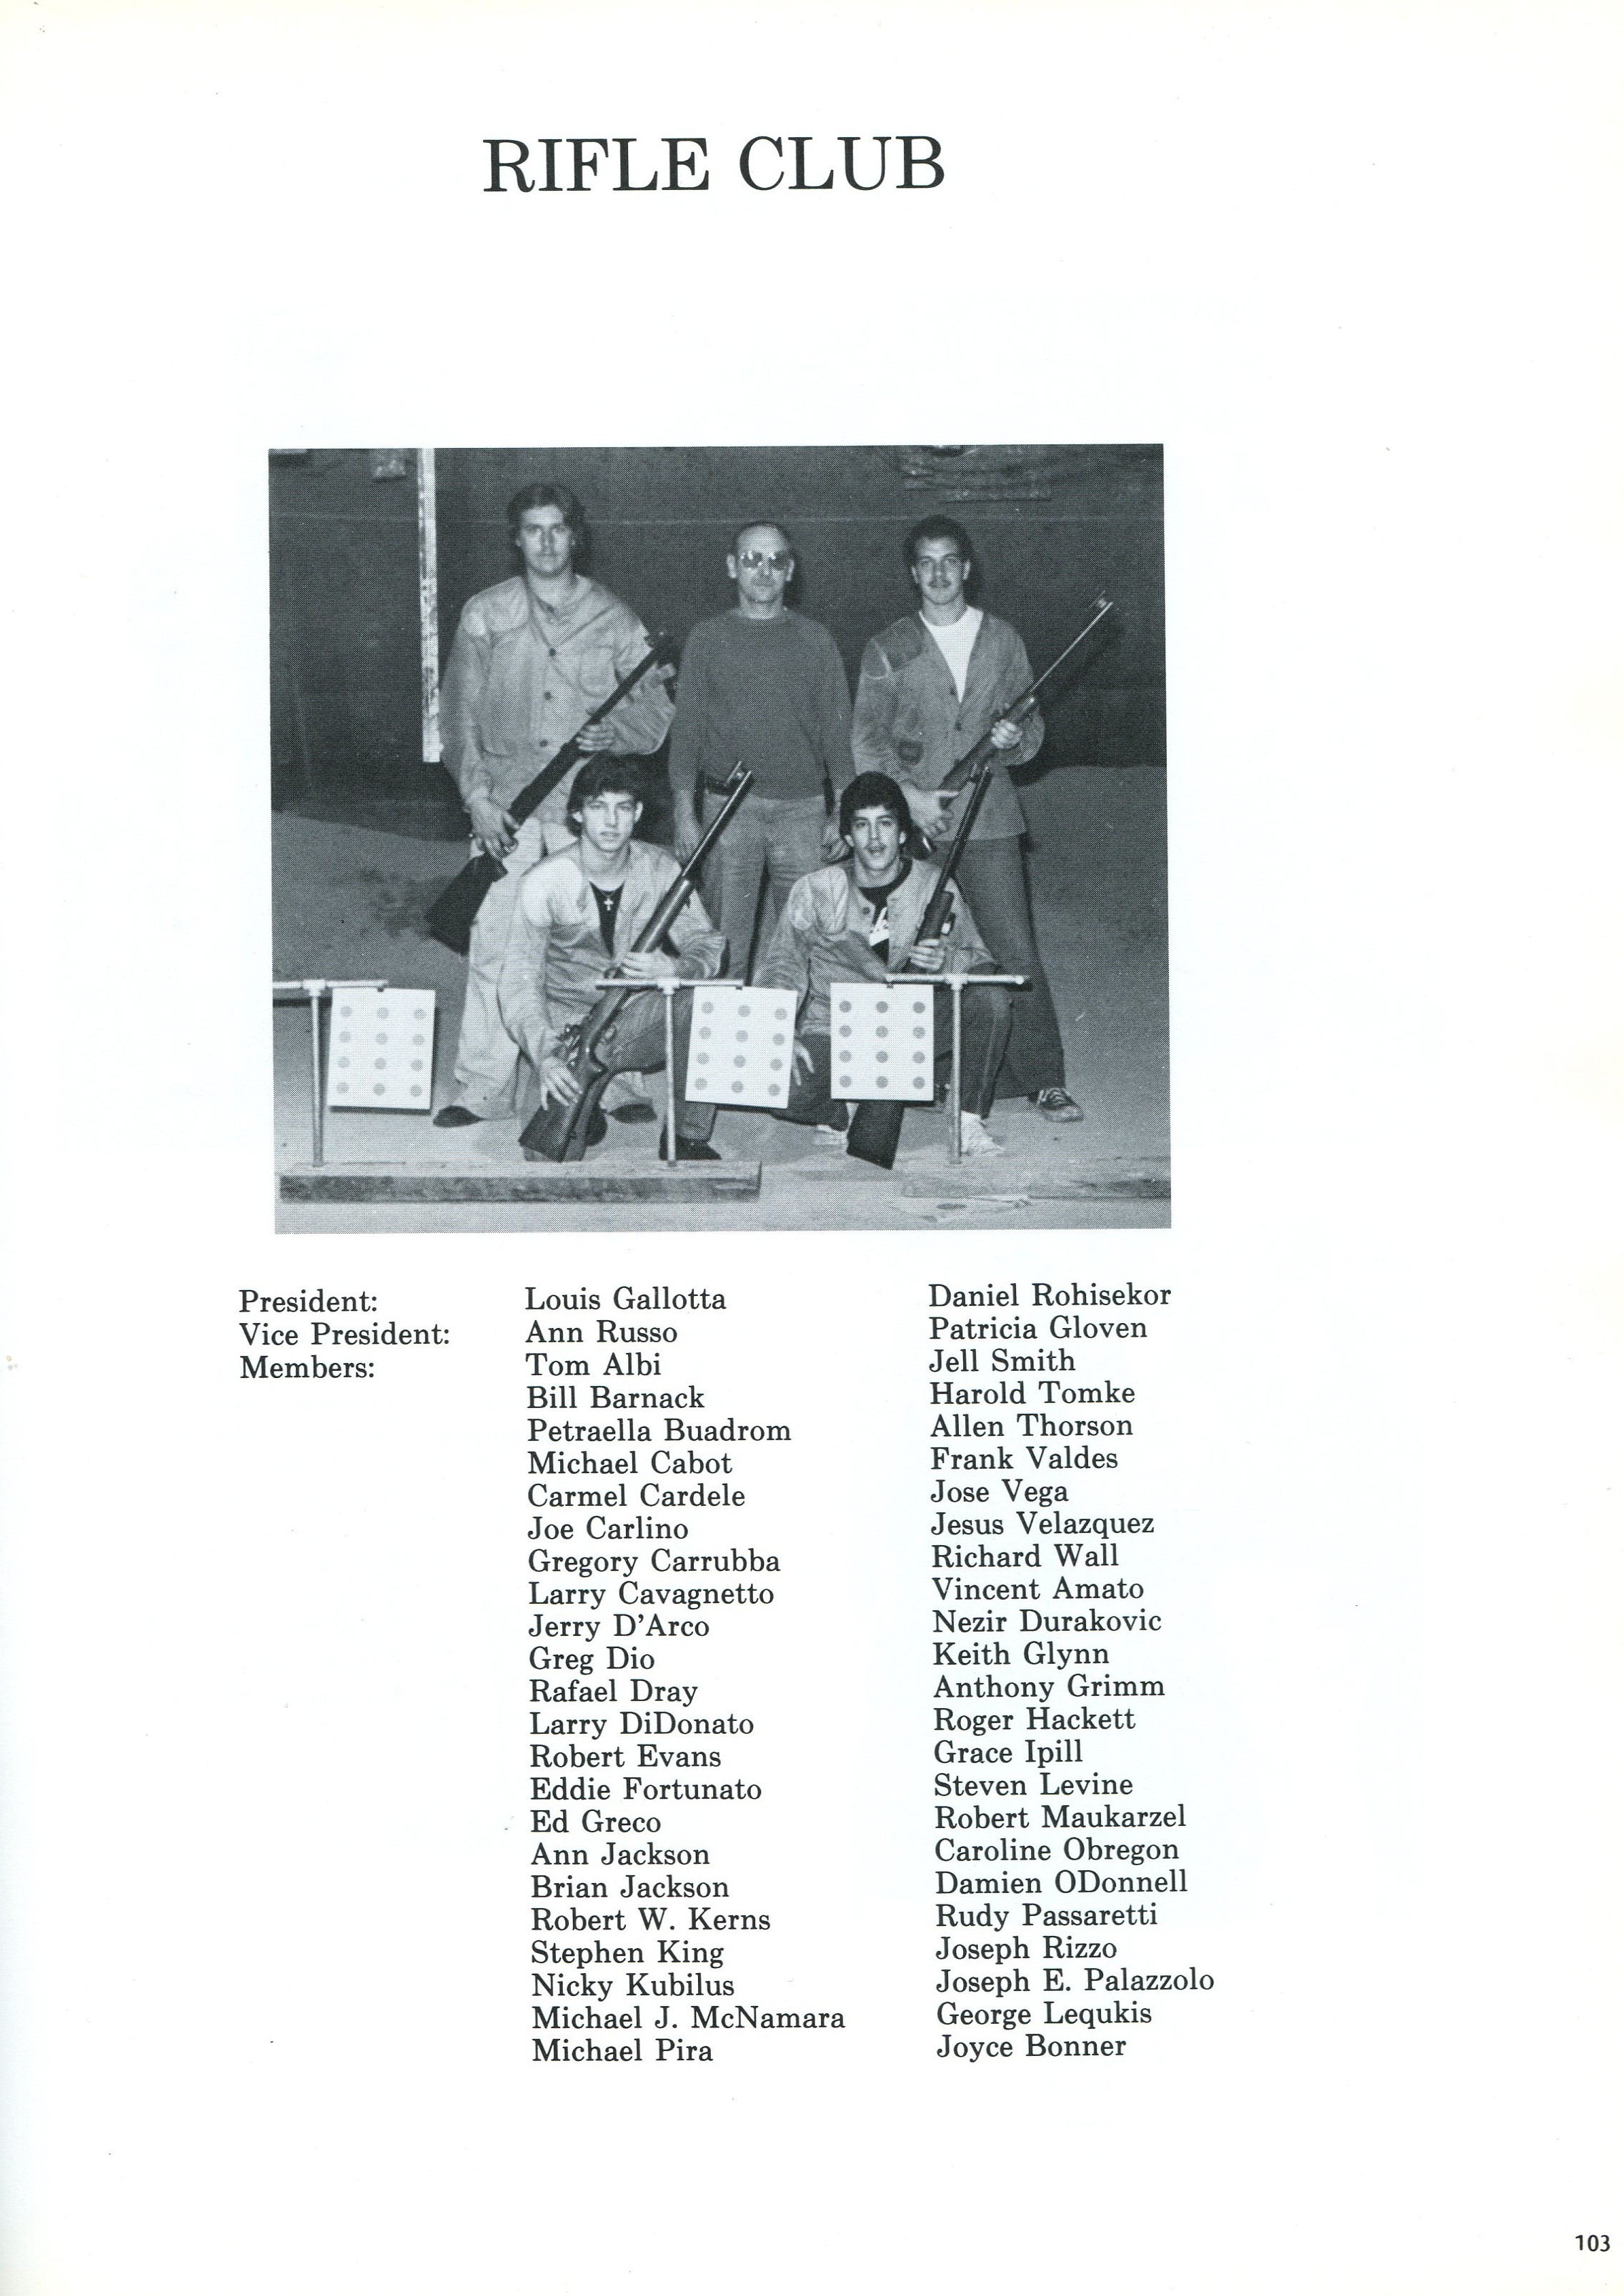 RIFLE CLUB
President: Louis Gallotta
Vice President: Ann Russo
Members: Tom Albi
Bill Barnack
Petraella Buadrom
Michael Cabot
Carmel Cardele
Joe Carlino
Gregory Carrubba
Larry Cavagnetto
Jerry D'Arco
Greg Dio
Rafael Dray
Larry DiDonato
Robert Evans
Eddie Fortunato
Ed Greco
Ann Jackson
Brian Jackson
Robert W. Kerns
Stephen King
Nicky Kubilus
Michael J. McNamara
Michael Pira
Daniel Rohisekor
Patricia Gloven
Jell Smith
Harold Tomke
Allen Thorson
Frank Valdes
Jose Vega
Jesus Velazquez
Richard Wall
Vincent Amato
Nezir Durakovic
Keith Glynn
Anthony Grimm
Roger Hackett
Grace Ipill
Steven Levine
Robert Maukarzel
Caroline Obregon
Damien ODonnell
Rudy Passaretti
Joseph Rizzo
Joseph E. Palazzolo
George Lequkis
Joyce Bonner
103